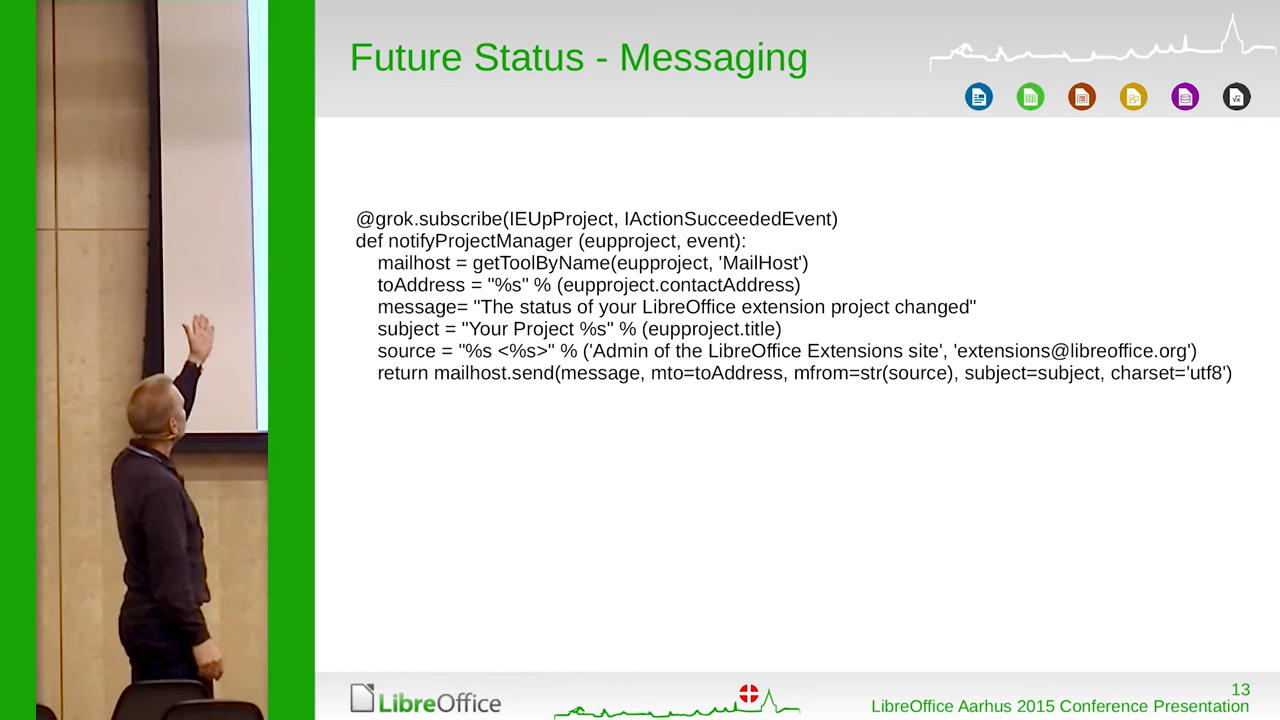 Future Status - Messaging
@grok.subscribe(IEUpProject, IActionSucceededEvent)
def notifyProjectManager (eupproject, event):
mailhost = getToolByName(eupproject, 'MailHost')
toAddress = "%s" % (eupproject.contactAddress)
message= "The status of your LibreOffice extension project changed"
subject = "Your Project %s" % (eupproject.title)
source = "%s <%s>" % ('Admin of the LibreOffice Extensions site', 'extensions@libreoffice.org')
return mailhost.send(message, mto=toAddress, mfrom=str(source), subject=subject, charset='utf8')
LibreOffice
13
LibreOffice Aarhus 2015 Conference Presentation